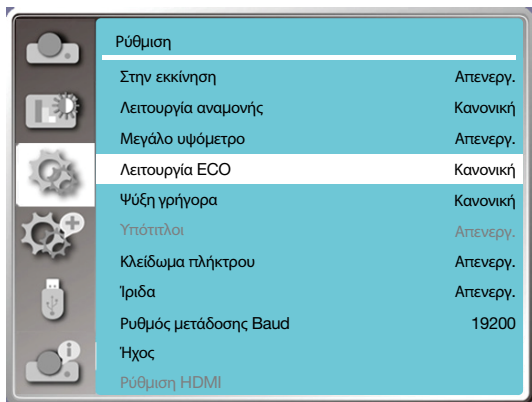 Ρύθμιση
Στην εκκίνηση Απενεργ.
Λειτουργία αναμονής Κανονική
Μεγάλο υψόμετρο Απενεργ.
Λειτουργία ECO Κανονική
Ψύξη γρήγορα Κανονική
Υπότιτλοι Απενεργ.
Κλείδωμα πλήκτρου Απενεργ.
Ίριδα Απενεργ.
Ρυθμός μετάδοσης Baud 19200
Ήχος
Ρύθμιση HDMI